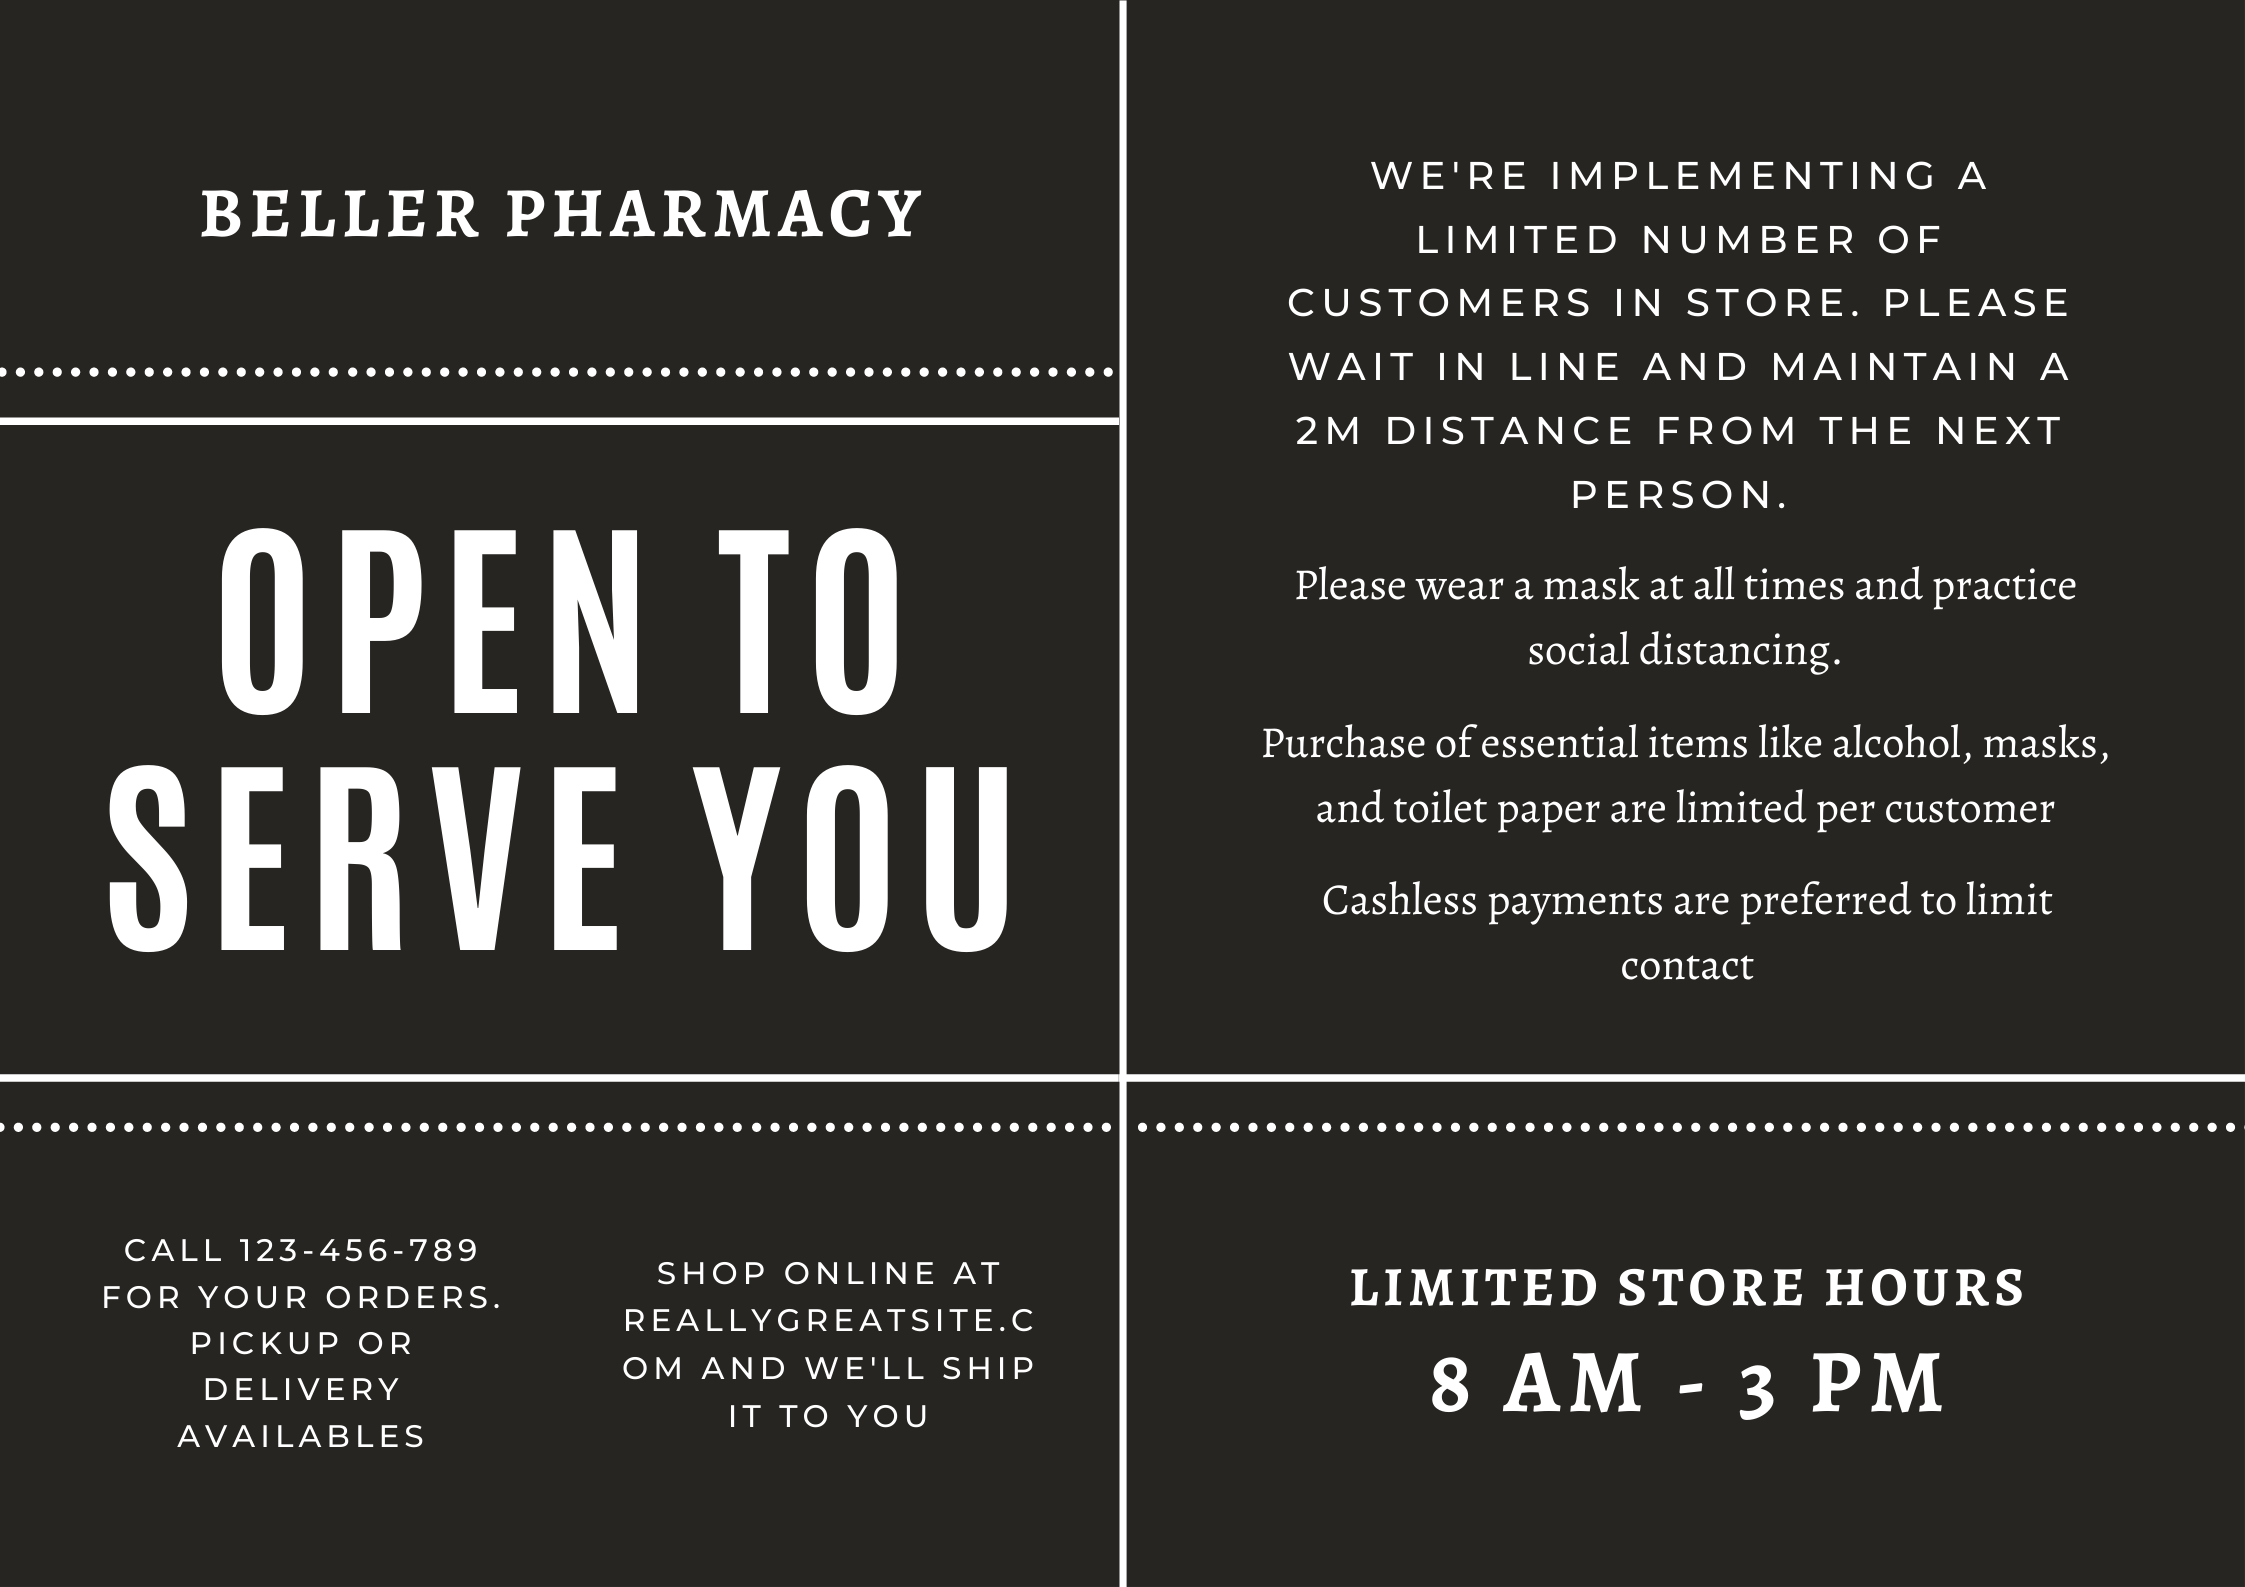 BELLER PHARMACY
OPEN TO
SERVE YOU
WE'RE IMPLEMENTING A
LIMITED NUMBER OF
CUSTOMERS IN STORE. PLEASE
WAIT IN LINE AND MAINTAIN A
2M DISTANCE FROM THE NEXT
PERSON.
Please wear a mask at all times and practice
social distancing.
Purchase of essential items like alcohol, masks,
and toilet paper are limited per customer
Cashless payments are preferred to limit
contact
CALL 123-456-789
FOR YOUR ORDERS.
PICKUP OR
DELIVERY
AVAILABLES
SHOP ONLINE AT
REALLYGREATSITE.C
OM AND WE'LL SHIP
IT TO YOU
LIMITED STORE HOURS
8 AM - 3 PM